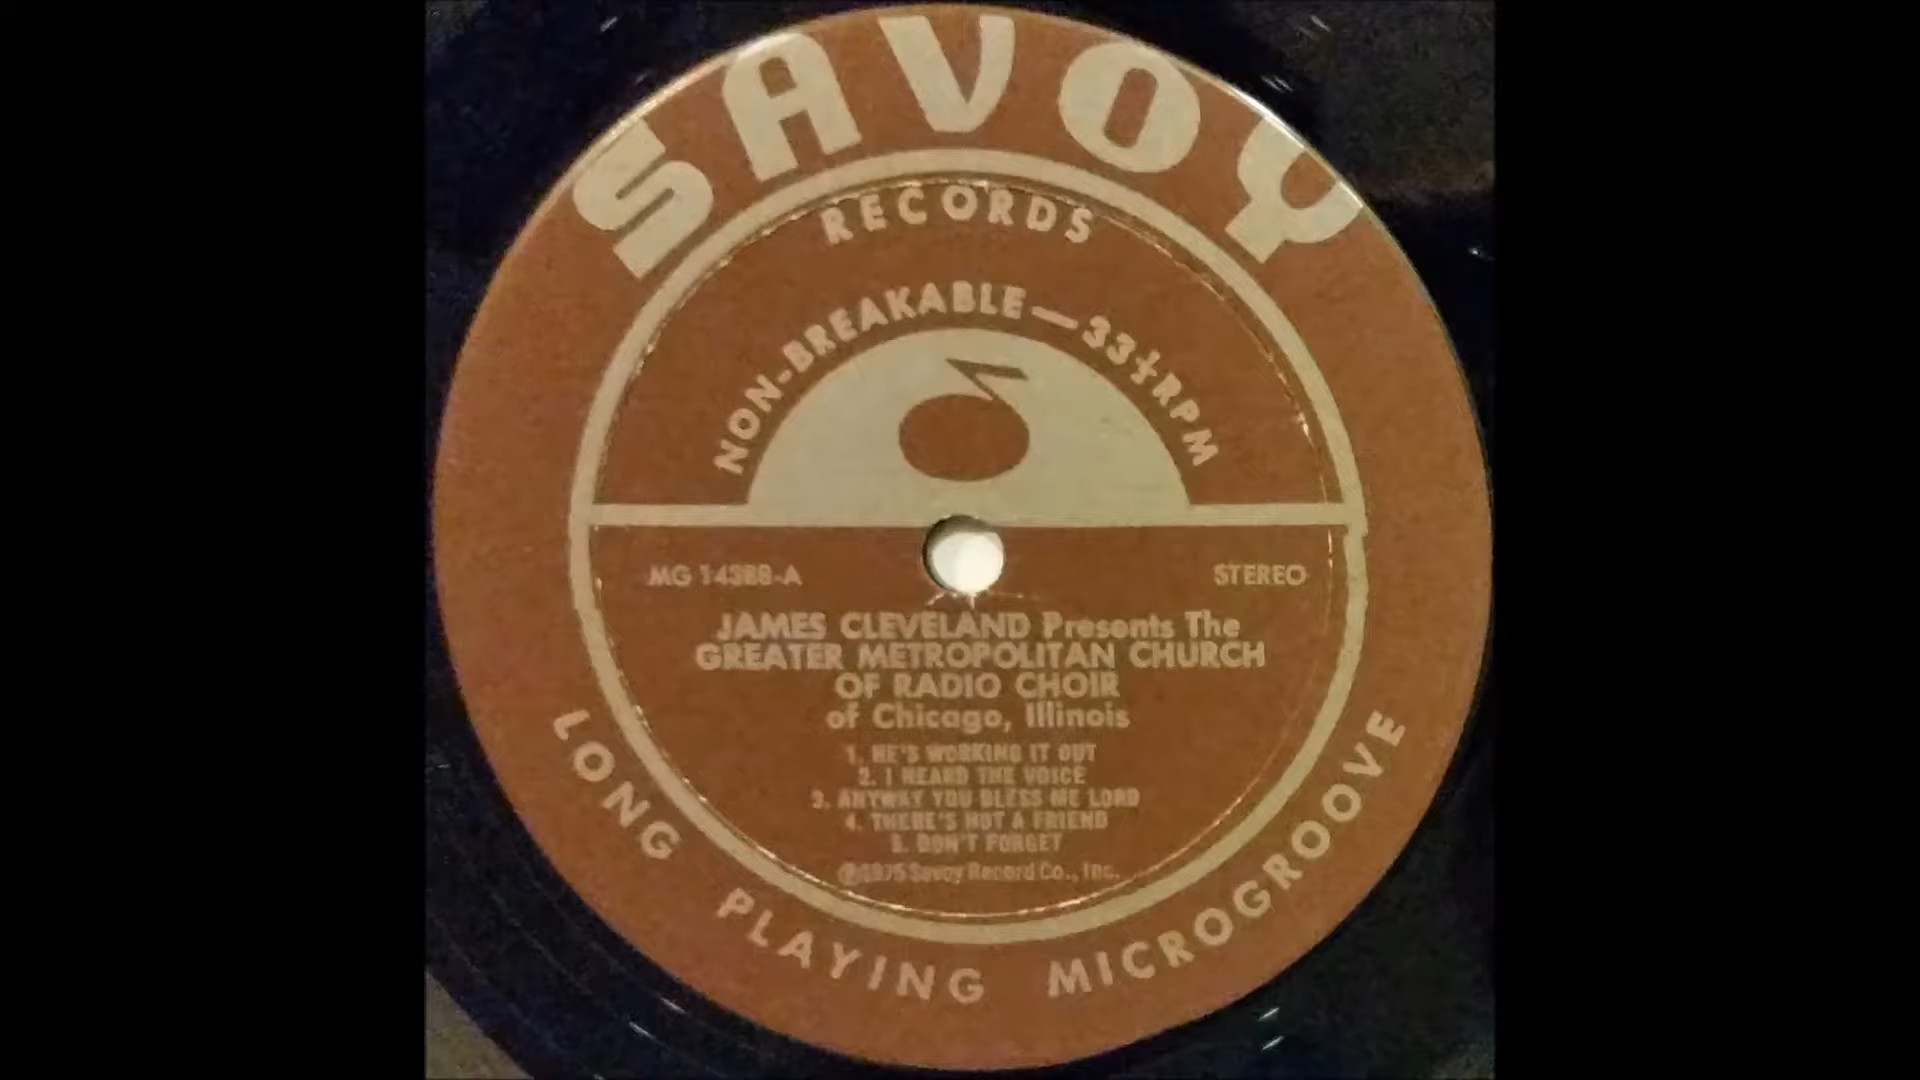 SAVOY
RECORDS
NON-BREAKABLE — 33⅓ RPM
MG 14388-A
STEREO
JAMES CLEVELAND Presents The
GREATER METROPOLITAN CHURCH
OF RADIO CHOIR
of Chicago, Illinois
1. HE'S WORKING IT OUT
2. I HEARD THE VOICE
3. ANYWAY YOU BLESS ME LORD
4. THERE'S NOT A FRIEND
5. DON'T FORGET
℗1975 Savoy Record Co., Inc.
LONG PLAYING MICROGROOVE